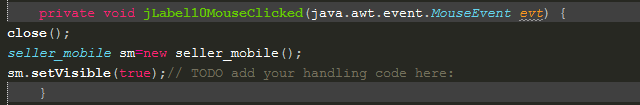 private void jLabel10MouseClicked(java.awt.event.MouseEvent evt) {
close();
seller_mobile sm=new seller_mobile();
sm.setVisible(true);// TODO add your handling code here:
}